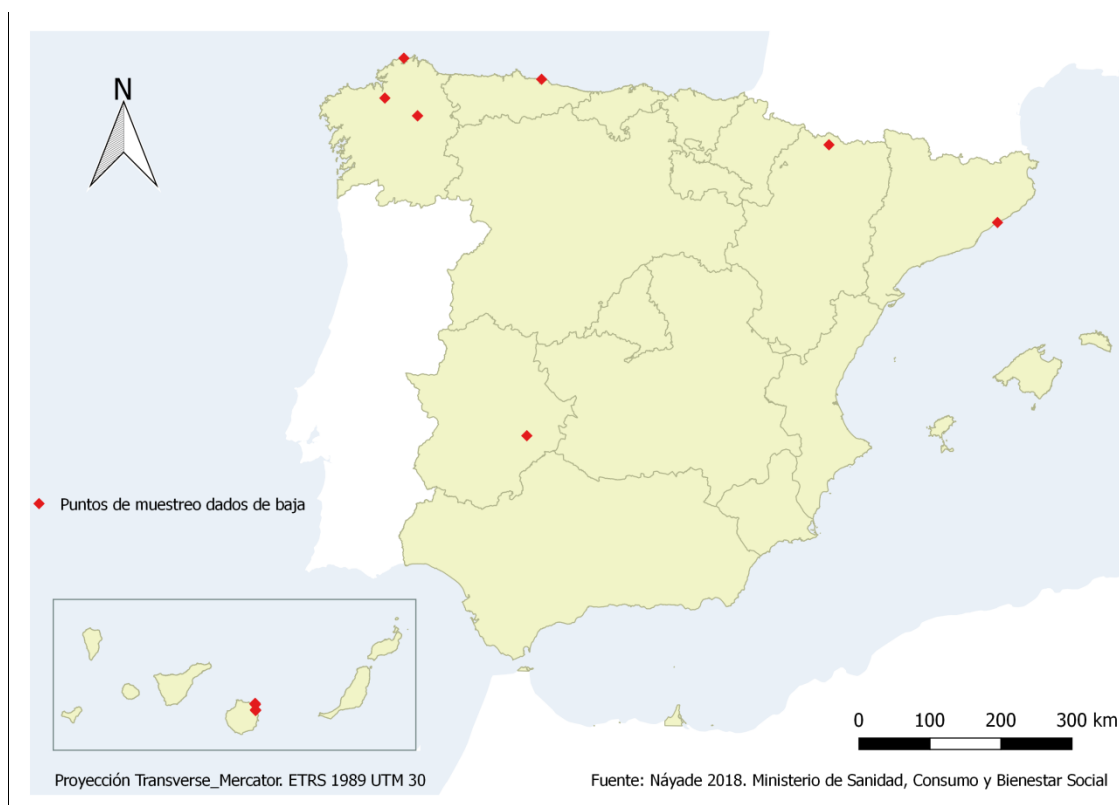 N
Puntos de muestreo dados de baja
0 100 200 300 km
Proyección Transverse_Mercator. ETRS 1989 UTM 30
Fuente: Náyade 2018. Ministerio de Sanidad, Consumo y Bienestar Social